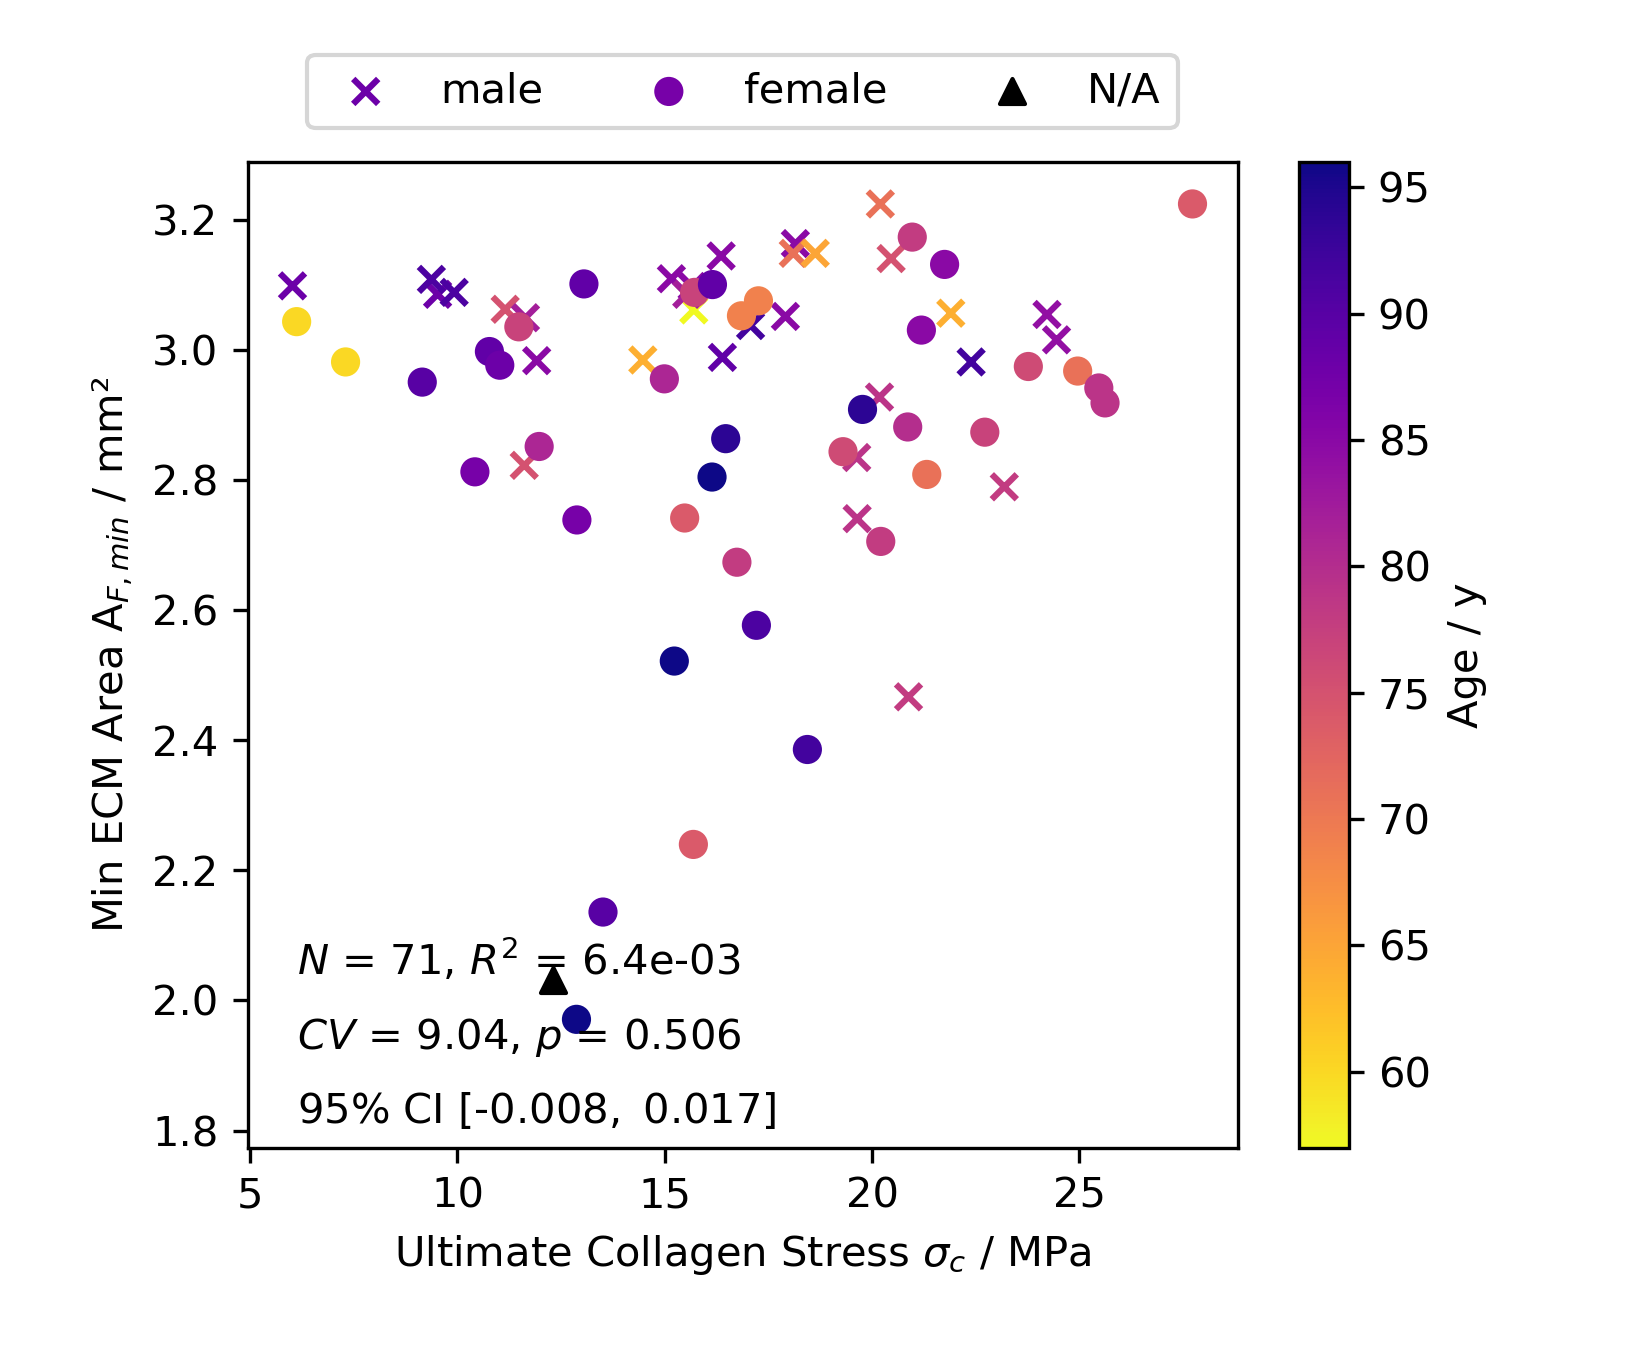 male female N/A
3.2
3.0
2.8
2.6
2.4
2.2
2.0
1.8
Min ECM Area A_{F, min} / mm²
N = 71, R² = 6.4e-03
CV = 9.04, p = 0.506
95% CI [-0.008, 0.017]
5 10 15 20 25
Ultimate Collagen Stress σ_c / MPa
95
90
85
80
75
70
65
60
Age / y